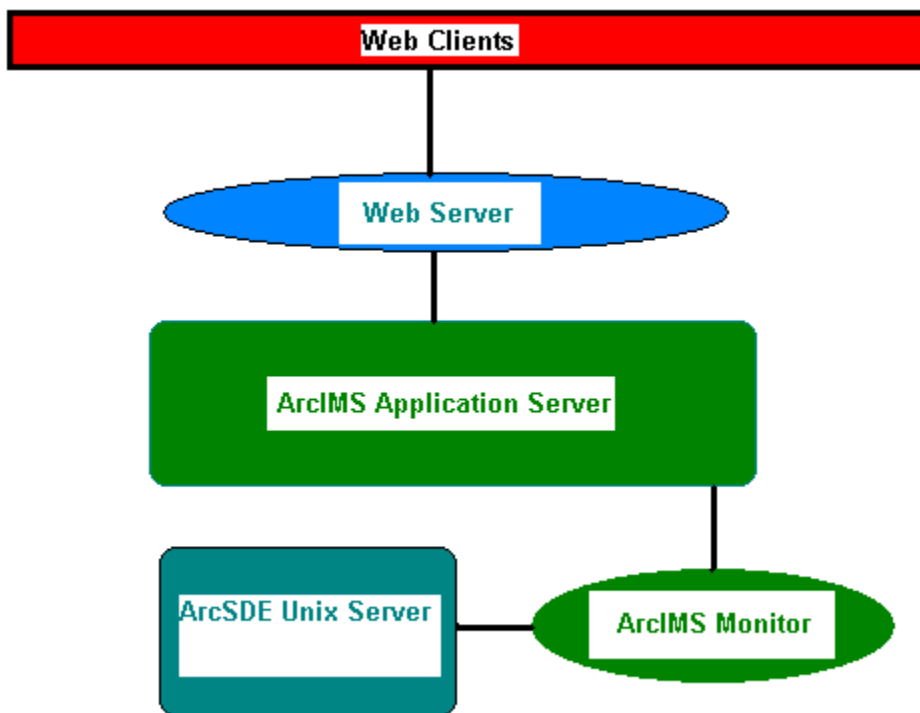 Web Clients
Web Server
ArcIMS Application Server
ArcSDE Unix Server
ArcIMS Monitor